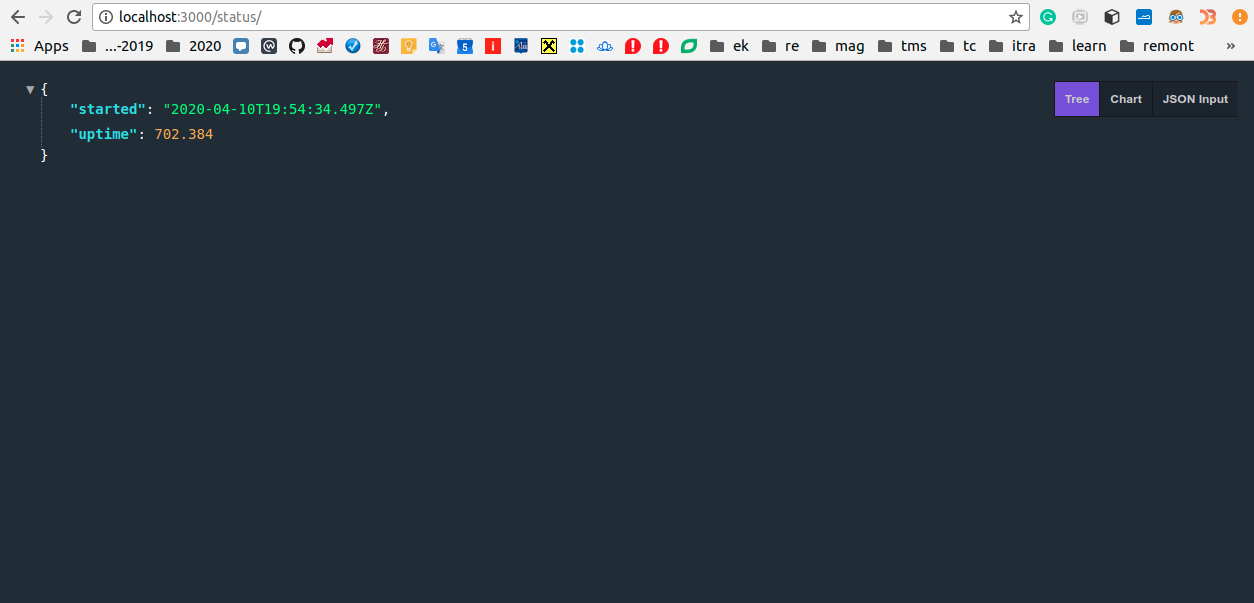 localhost:3000/status/
Apps ...-2019 2020 5 i ek re mag tms tc itra learn remont »
{
"started": "2020-04-10T19:54:34.497Z",
"uptime": 702.384
}
Tree Chart JSON Input